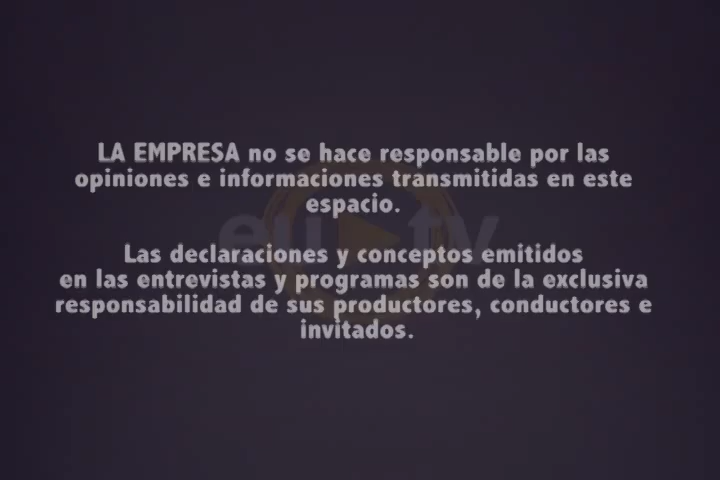 LA EMPRESA no se hace responsable por las
opiniones e informaciones transmitidas en este
espacio.
Las declaraciones y conceptos emitidos
en las entrevistas y programas son de la exclusiva
responsabilidad de sus productores, conductores e
invitados.